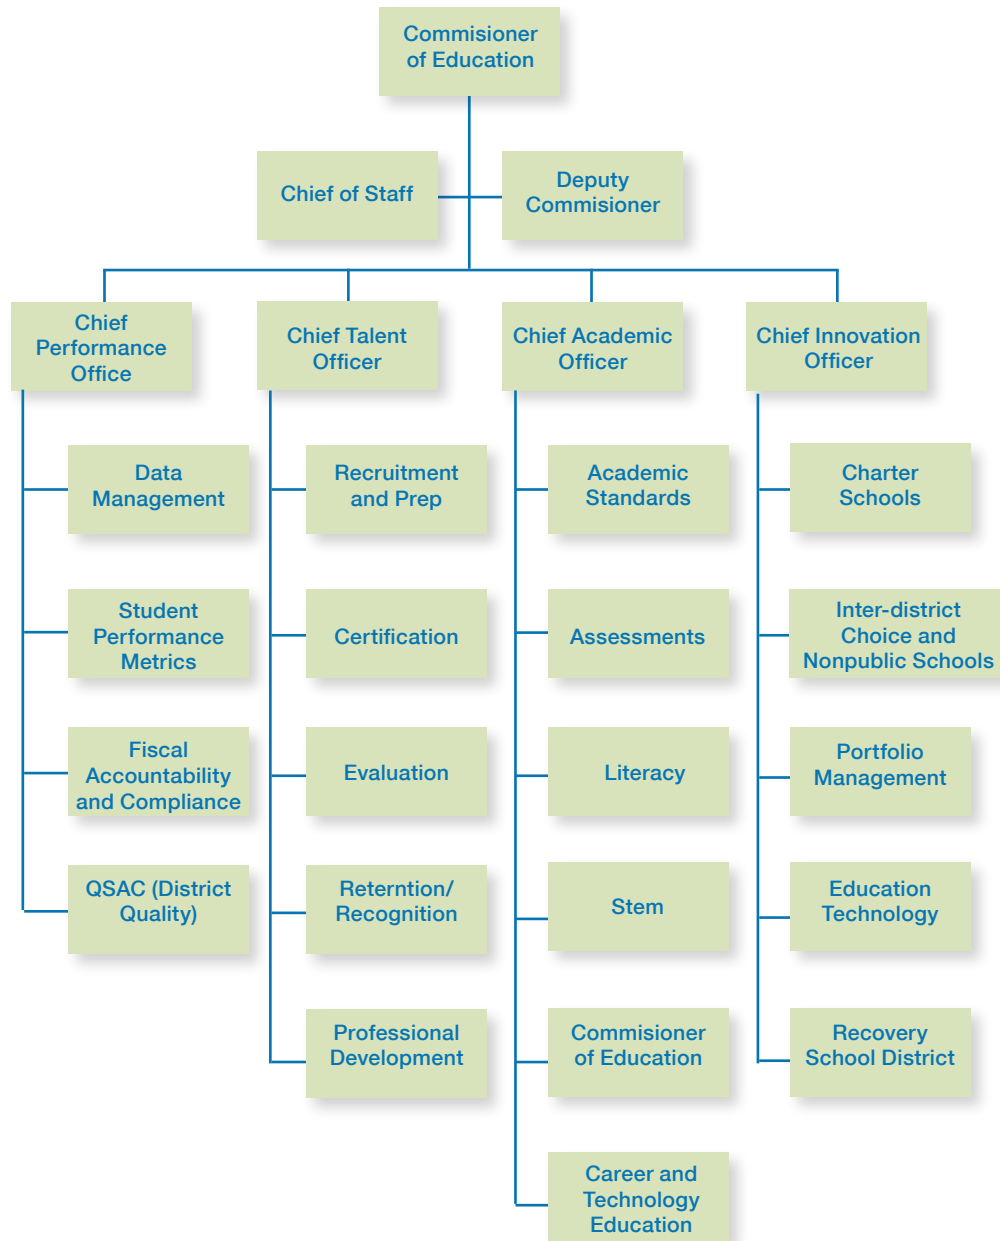 Commisioner
of Education
Chief of Staff
Deputy
Commisioner
Chief
Performance
Office
Data
Management
Student
Performance
Metrics
Fiscal
Accountability
and Compliance
QSAC (District
Quality)
Chief Talent
Officer
Recruitment
and Prep
Certification
Evaluation
Reterntion/
Recognition
Professional
Development
Chief Academic
Officer
Academic
Standards
Assessments
Literacy
Stem
Commisioner
of Education
Career and
Technology
Education
Chief Innovation
Officer
Charter
Schools
Inter-district
Choice and
Nonpublic Schools
Portfolio
Management
Education
Technology
Recovery
School District